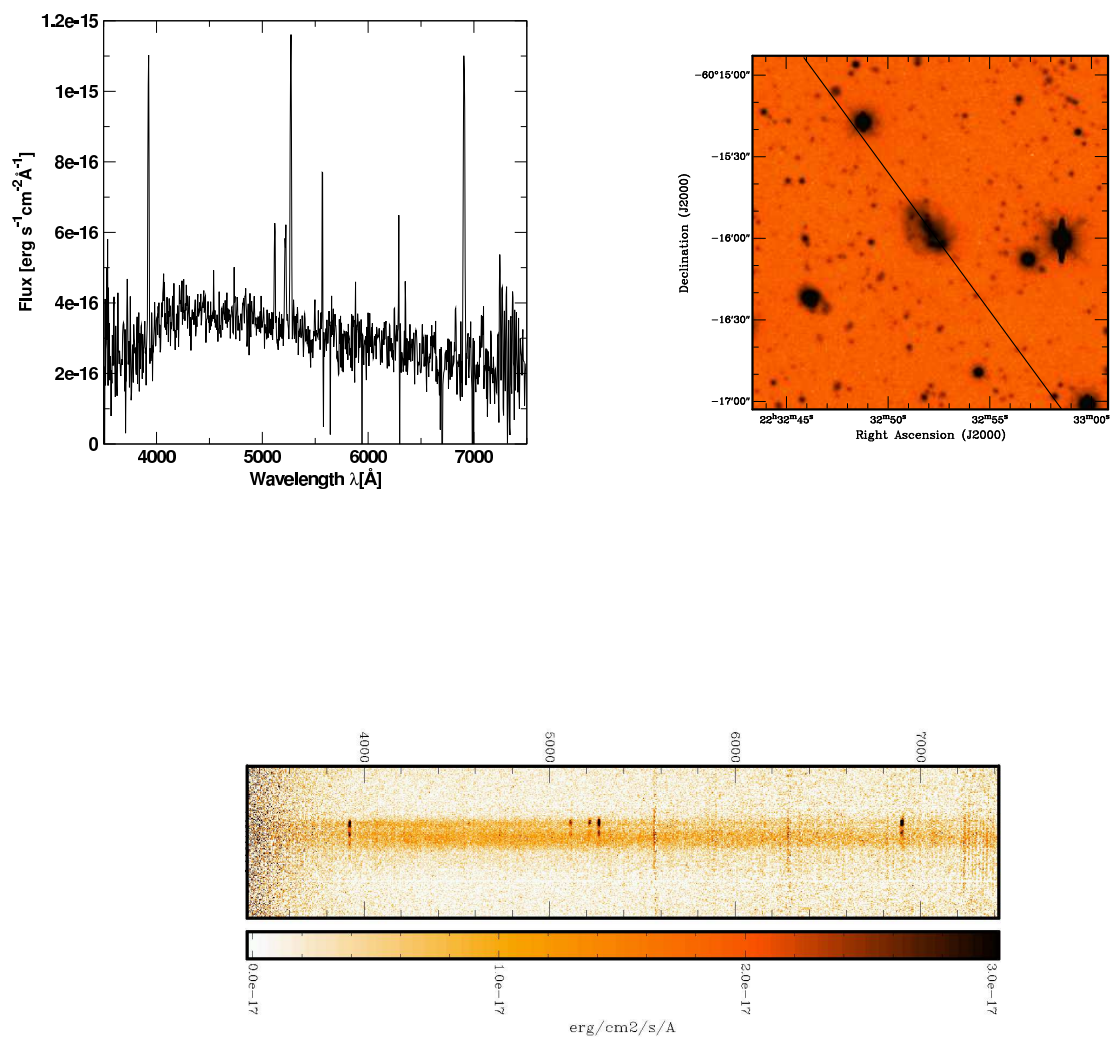 1.2e-15
1e-15
8e-16
6e-16
4e-16
2e-16
0
Flux [erg s-1cm-2Å-1]
4000 5000 6000 7000
Wavelength λ[Å]
−60°15'00"
−15'30"
−16'00"
−16'30"
−17'00"
Declination (J2000)
22h32m45s 32m50s 32m55s 33m00s
Right Ascension (J2000)
4000 5000 6000 7000
0.0e−17 1.0e−17 2.0e−17 3.0e−17
erg/cm2/s/A